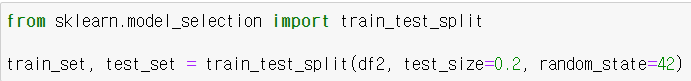 from sklearn.model_selection import train_test_split
train_set, test_set = train_test_split(df2, test_size=0.2, random_state=42)